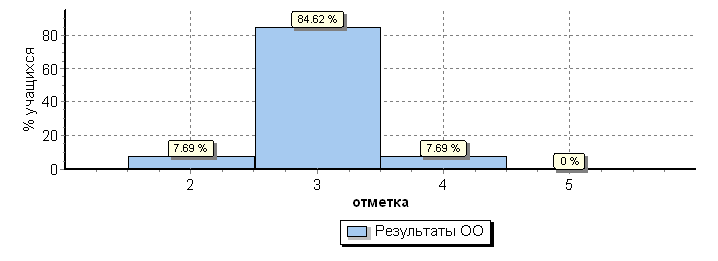 84.62 %
80
60
40
20
0
% учащихся
7.69 %
7.69 %
0 %
2 3 4 5
отметка
Результаты ОО